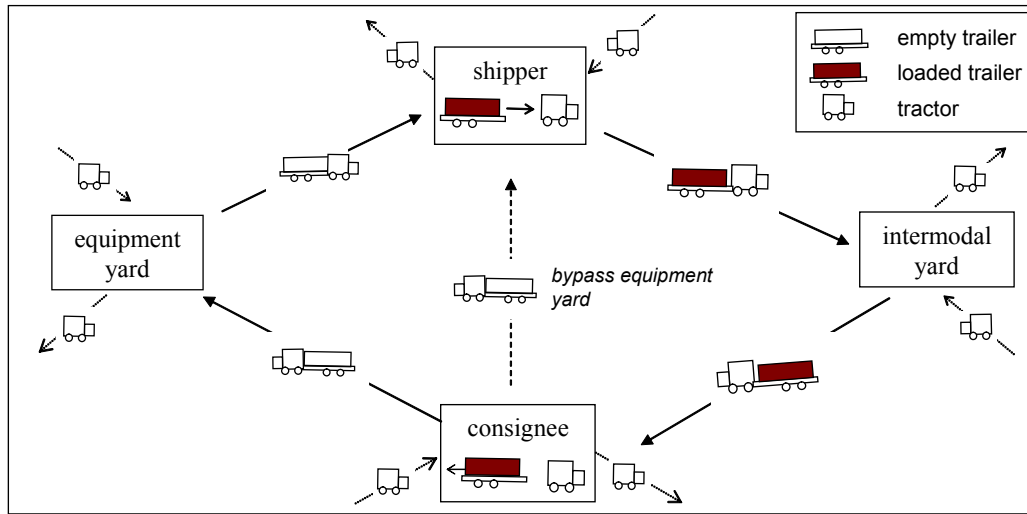 shipper
empty trailer
loaded trailer
tractor
equipment
yard
intermodal
yard
bypass equipment
yard
consignee